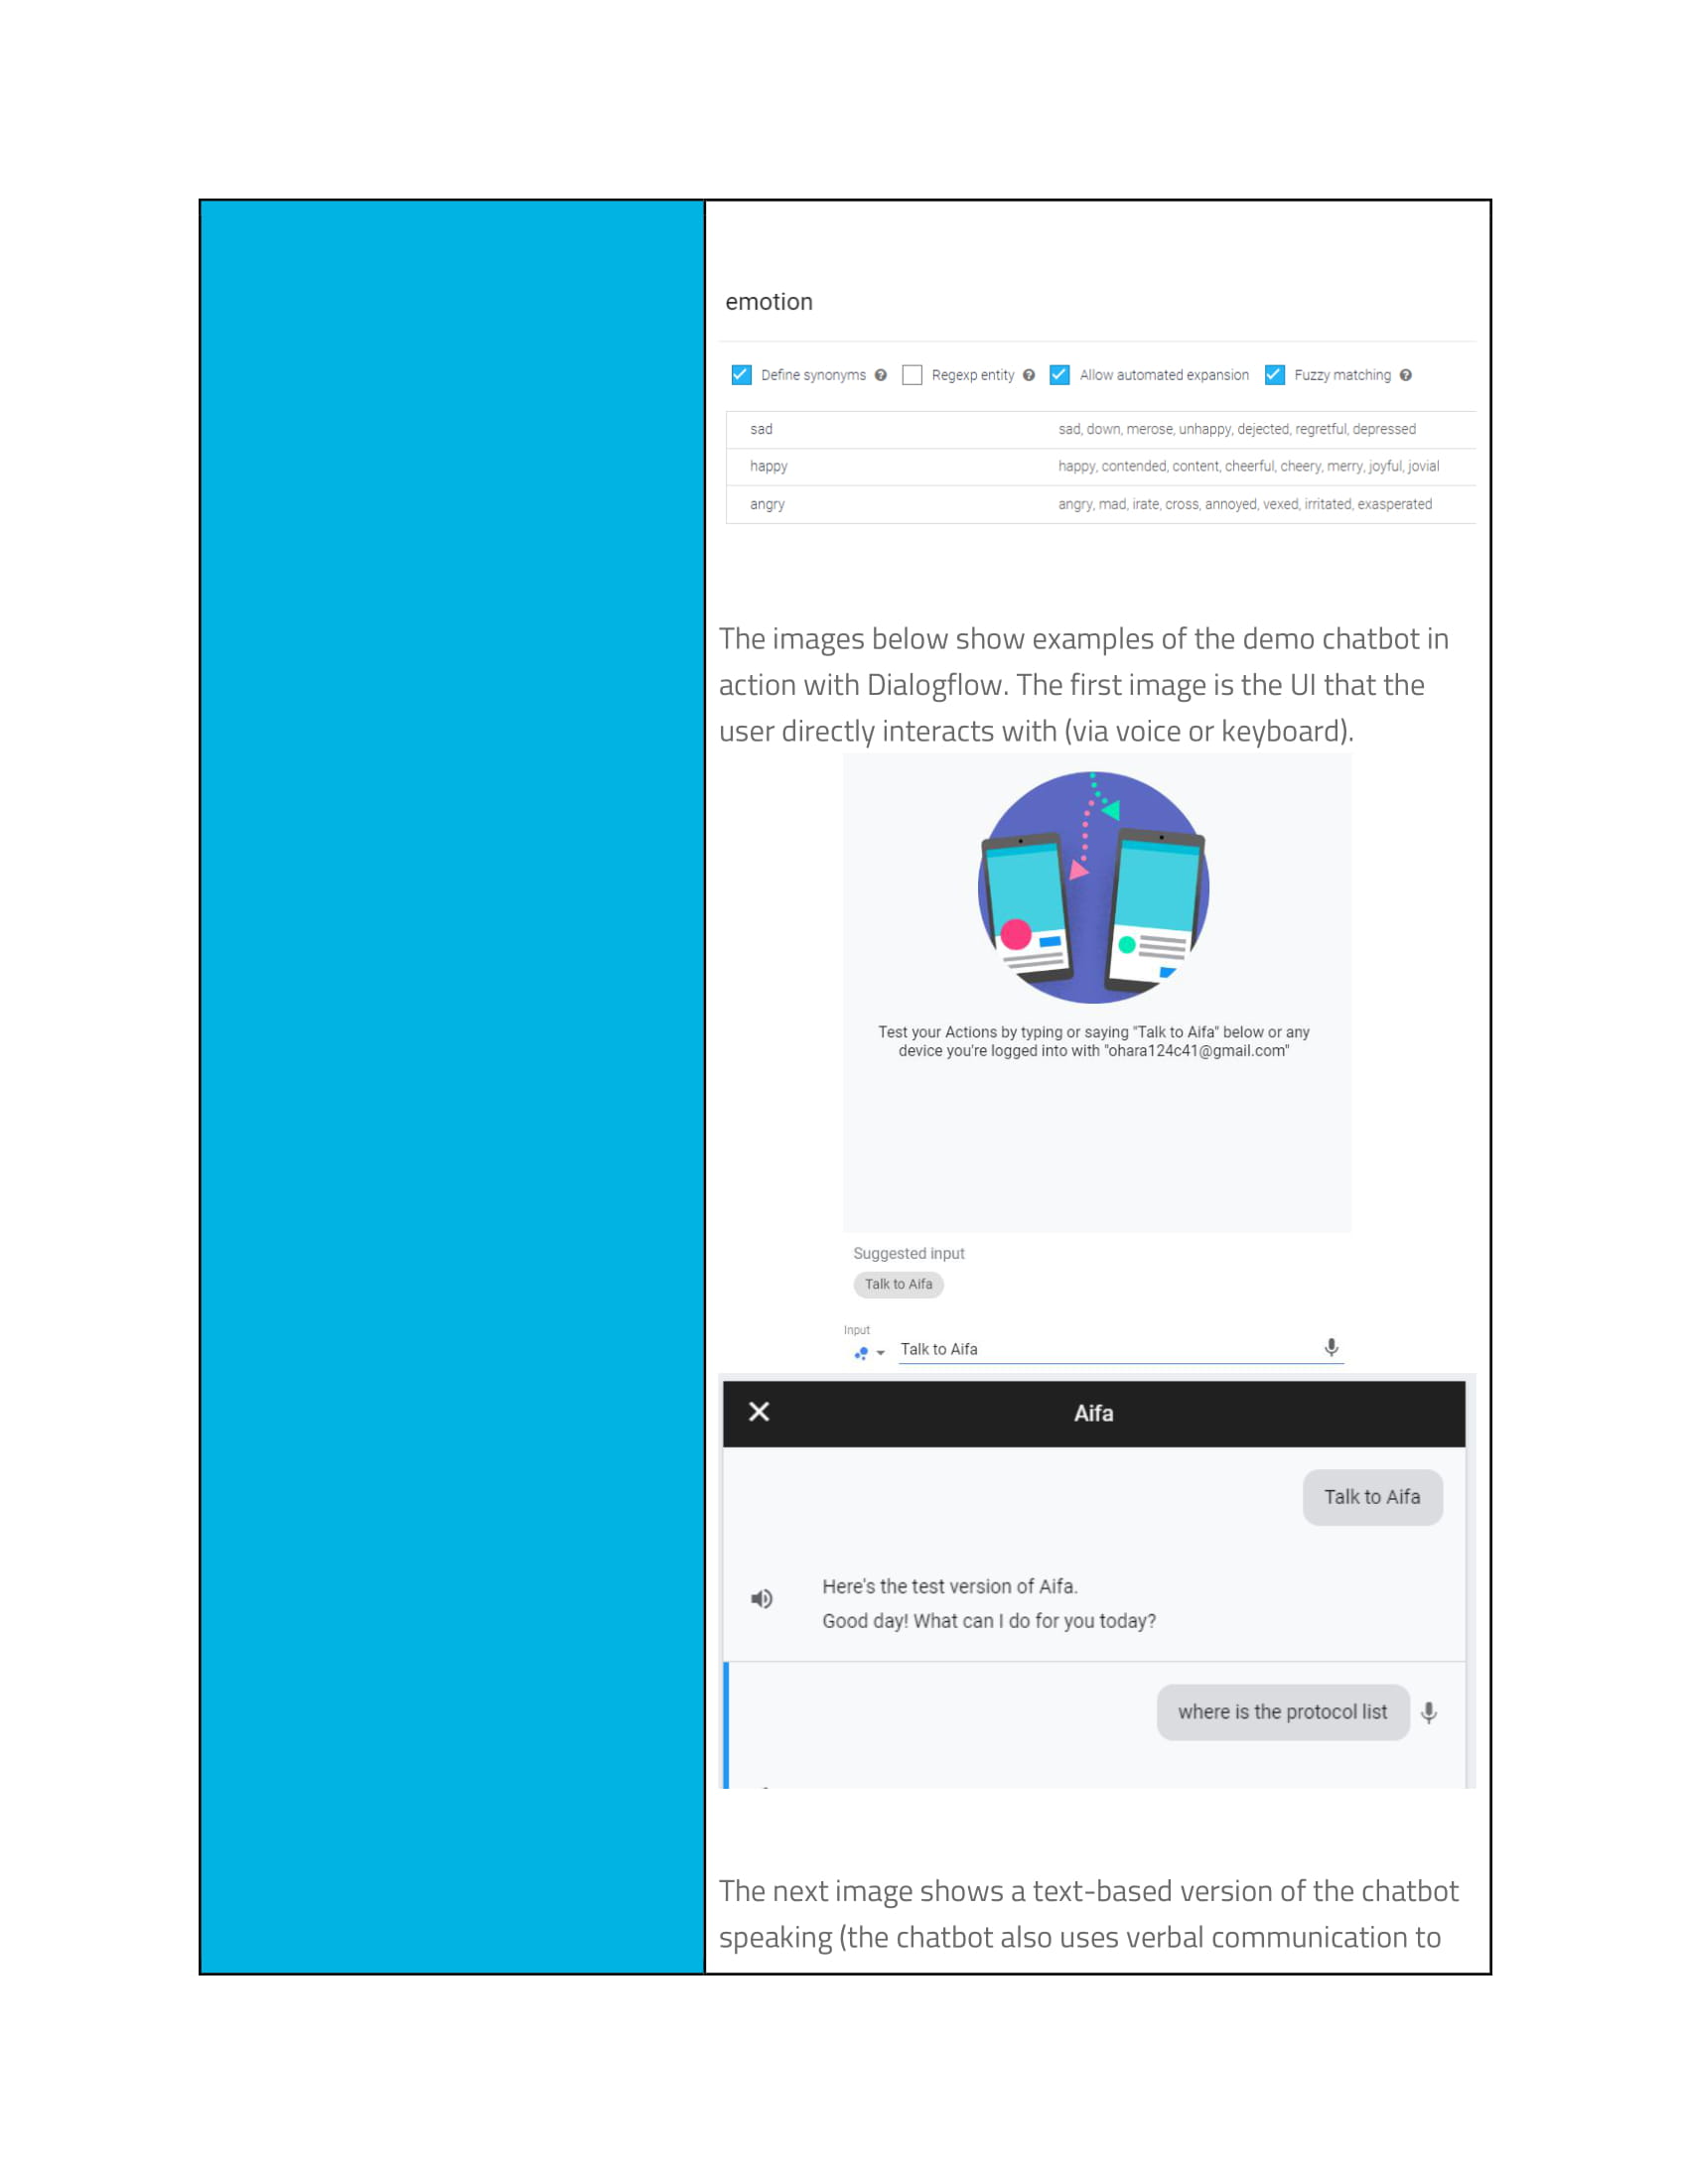 emotion
Define synonyms Regexp entity Allow automated expansion Fuzzy matching
sad sad, down, merose, unhappy, dejected, regretful, depressed
happy happy, contended, content, cheerful, cheery, merry, joyful, jovial
angry angry, mad, irate, cross, annoyed, vexed, irritated, exasperated
The images below show examples of the demo chatbot in
action with Dialogflow. The first image is the UI that the
user directly interacts with (via voice or keyboard).
Test your Actions by typing or saying "Talk to Aifa" below or any
device you're logged into with "ohara124c41@gmail.com"
Suggested input
Talk to Aifa
Input
Talk to Aifa
Aifa
Talk to Aifa
Here's the test version of Aifa.
Good day! What can I do for you today?
where is the protocol list
The next image shows a text-based version of the chatbot
speaking (the chatbot also uses verbal communication to